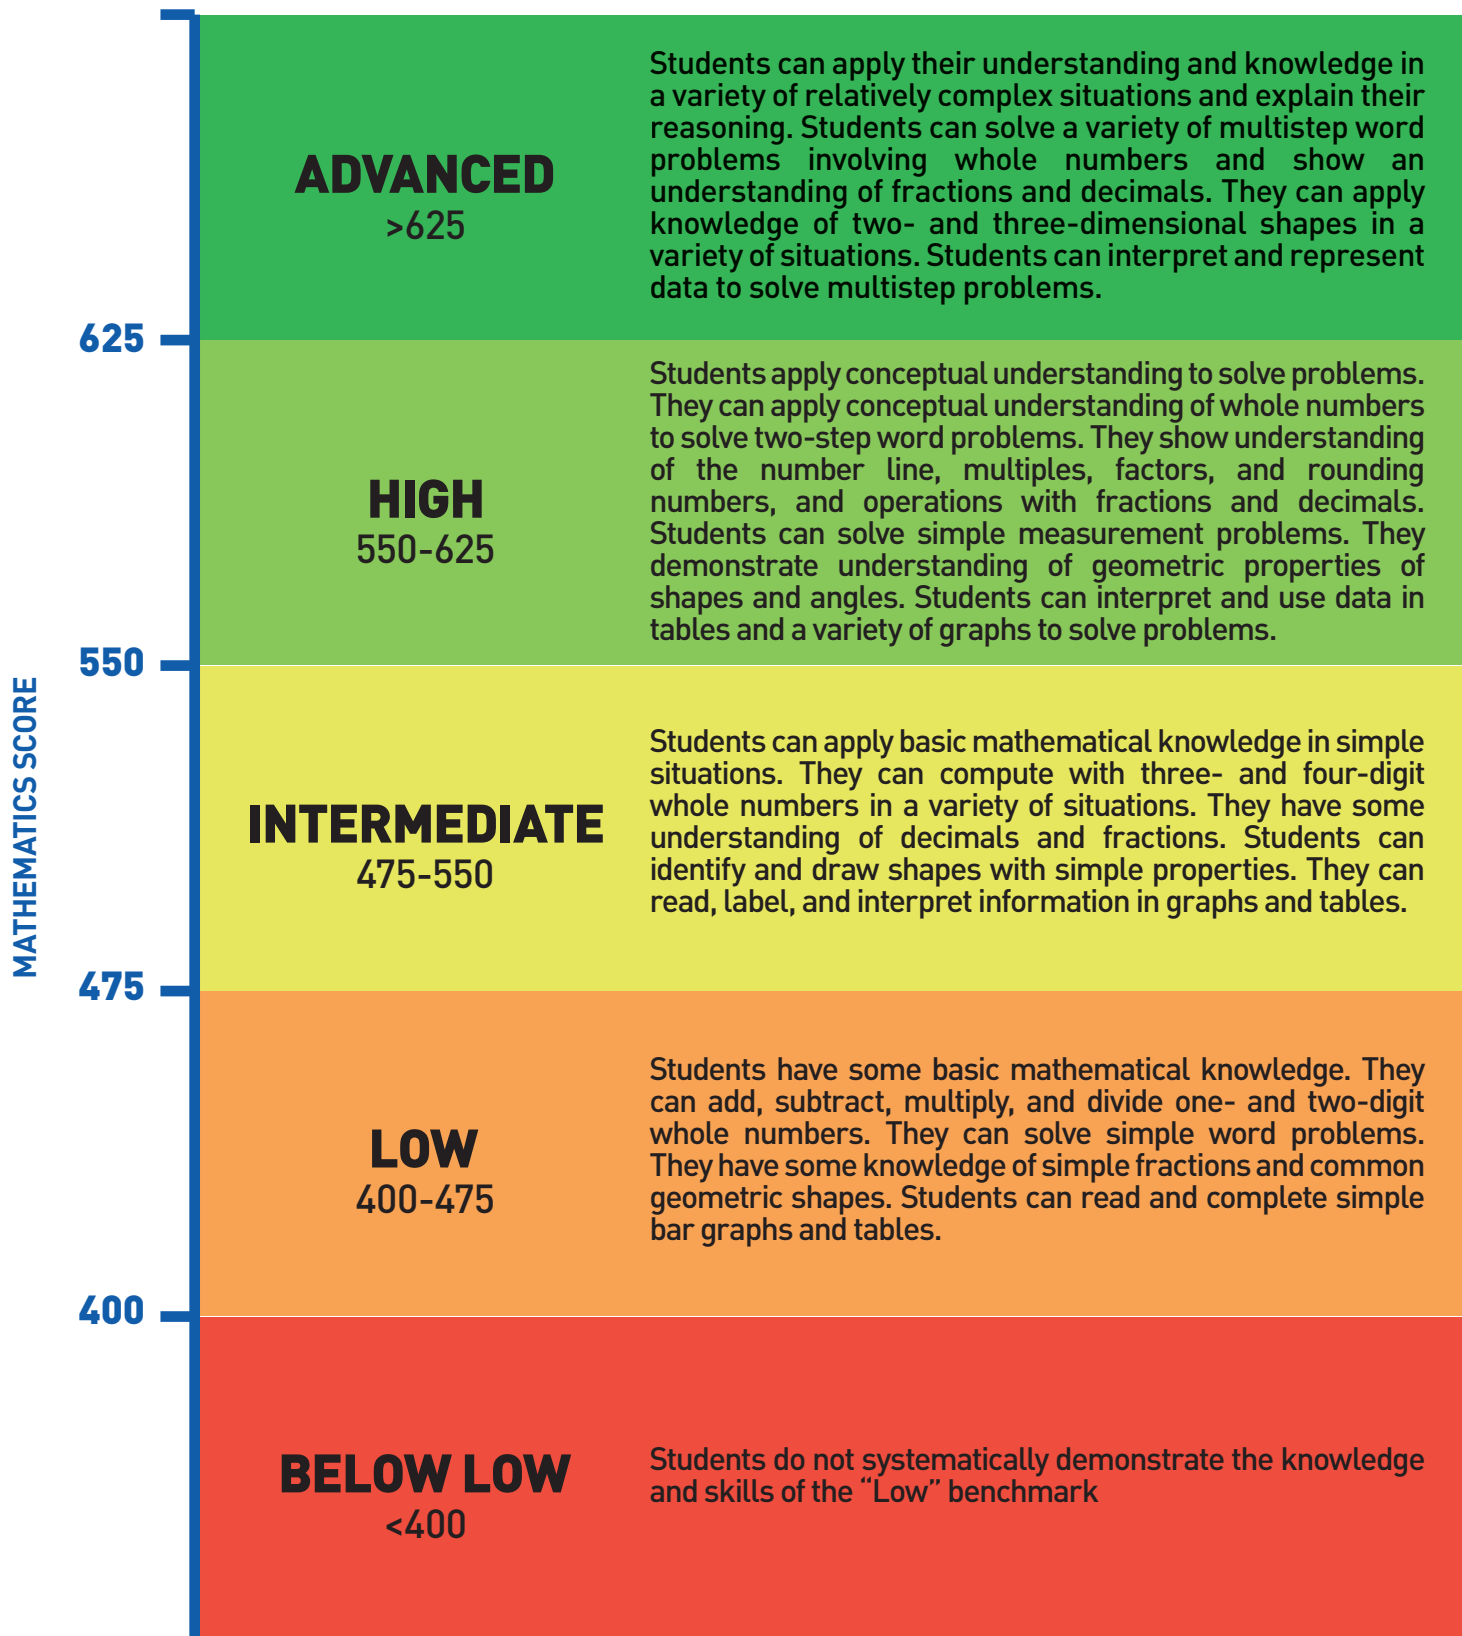 ADVANCED
>625
Students can apply their understanding and knowledge in
a variety of relatively complex situations and explain their
reasoning. Students can solve a variety of multistep word
problems involving whole numbers and show an
understanding of fractions and decimals. They can apply
knowledge of two- and three-dimensional shapes in a
variety of situations. Students can interpret and represent
data to solve multistep problems.
625
HIGH
550-625
Students apply conceptual understanding to solve problems.
They can apply conceptual understanding of whole numbers
to solve two-step word problems. They show understanding
of the number line, multiples, factors, and rounding
numbers, and operations with fractions and decimals.
Students can solve simple measurement problems. They
demonstrate understanding of geometric properties of
shapes and angles. Students can interpret and use data in
tables and a variety of graphs to solve problems.
550
MATHEMATICS SCORE
INTERMEDIATE
475-550
Students can apply basic mathematical knowledge in simple
situations. They can compute with three- and four-digit
whole numbers in a variety of situations. They have some
understanding of decimals and fractions. Students can
identify and draw shapes with simple properties. They can
read, label, and interpret information in graphs and tables.
475
LOW
400-475
Students have some basic mathematical knowledge. They
can add, subtract, multiply, and divide one- and two-digit
whole numbers. They can solve simple word problems.
They have some knowledge of simple fractions and common
geometric shapes. Students can read and complete simple
bar graphs and tables.
400
BELOW LOW
<400
Students do not systematically demonstrate the knowledge
and skills of the “Low” benchmark